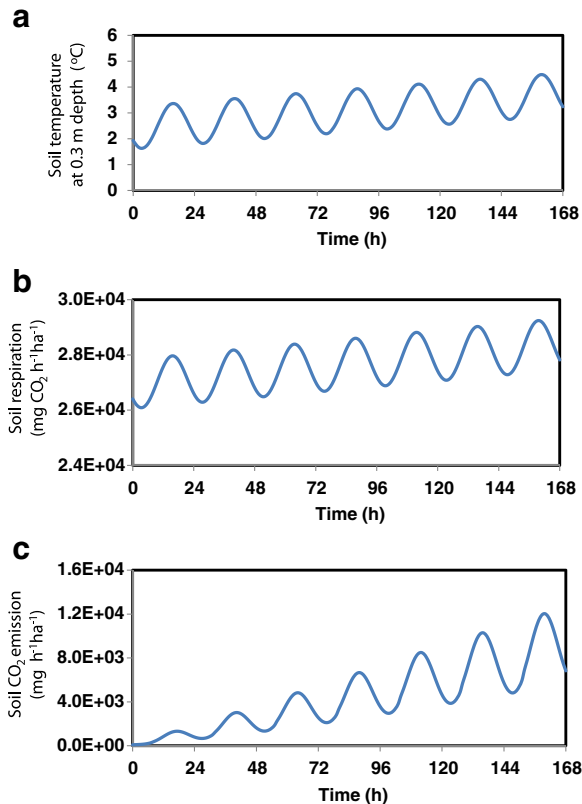 a
Soil temperature
at 0.3 m depth (ºC)
6
5
4
3
2
1
0
0 24 48 72 96 120 144 168
Time (h)
b
Soil respiration
(mg CO₂ h⁻¹ha⁻¹)
3.0E+04
2.8E+04
2.6E+04
2.4E+04
0 24 48 72 96 120 144 168
Time (h)
c
Soil CO₂ emission
(mg h⁻¹ha⁻¹)
1.6E+04
1.2E+04
8.0E+03
4.0E+03
0.0E+00
0 24 48 72 96 120 144 168
Time (h)